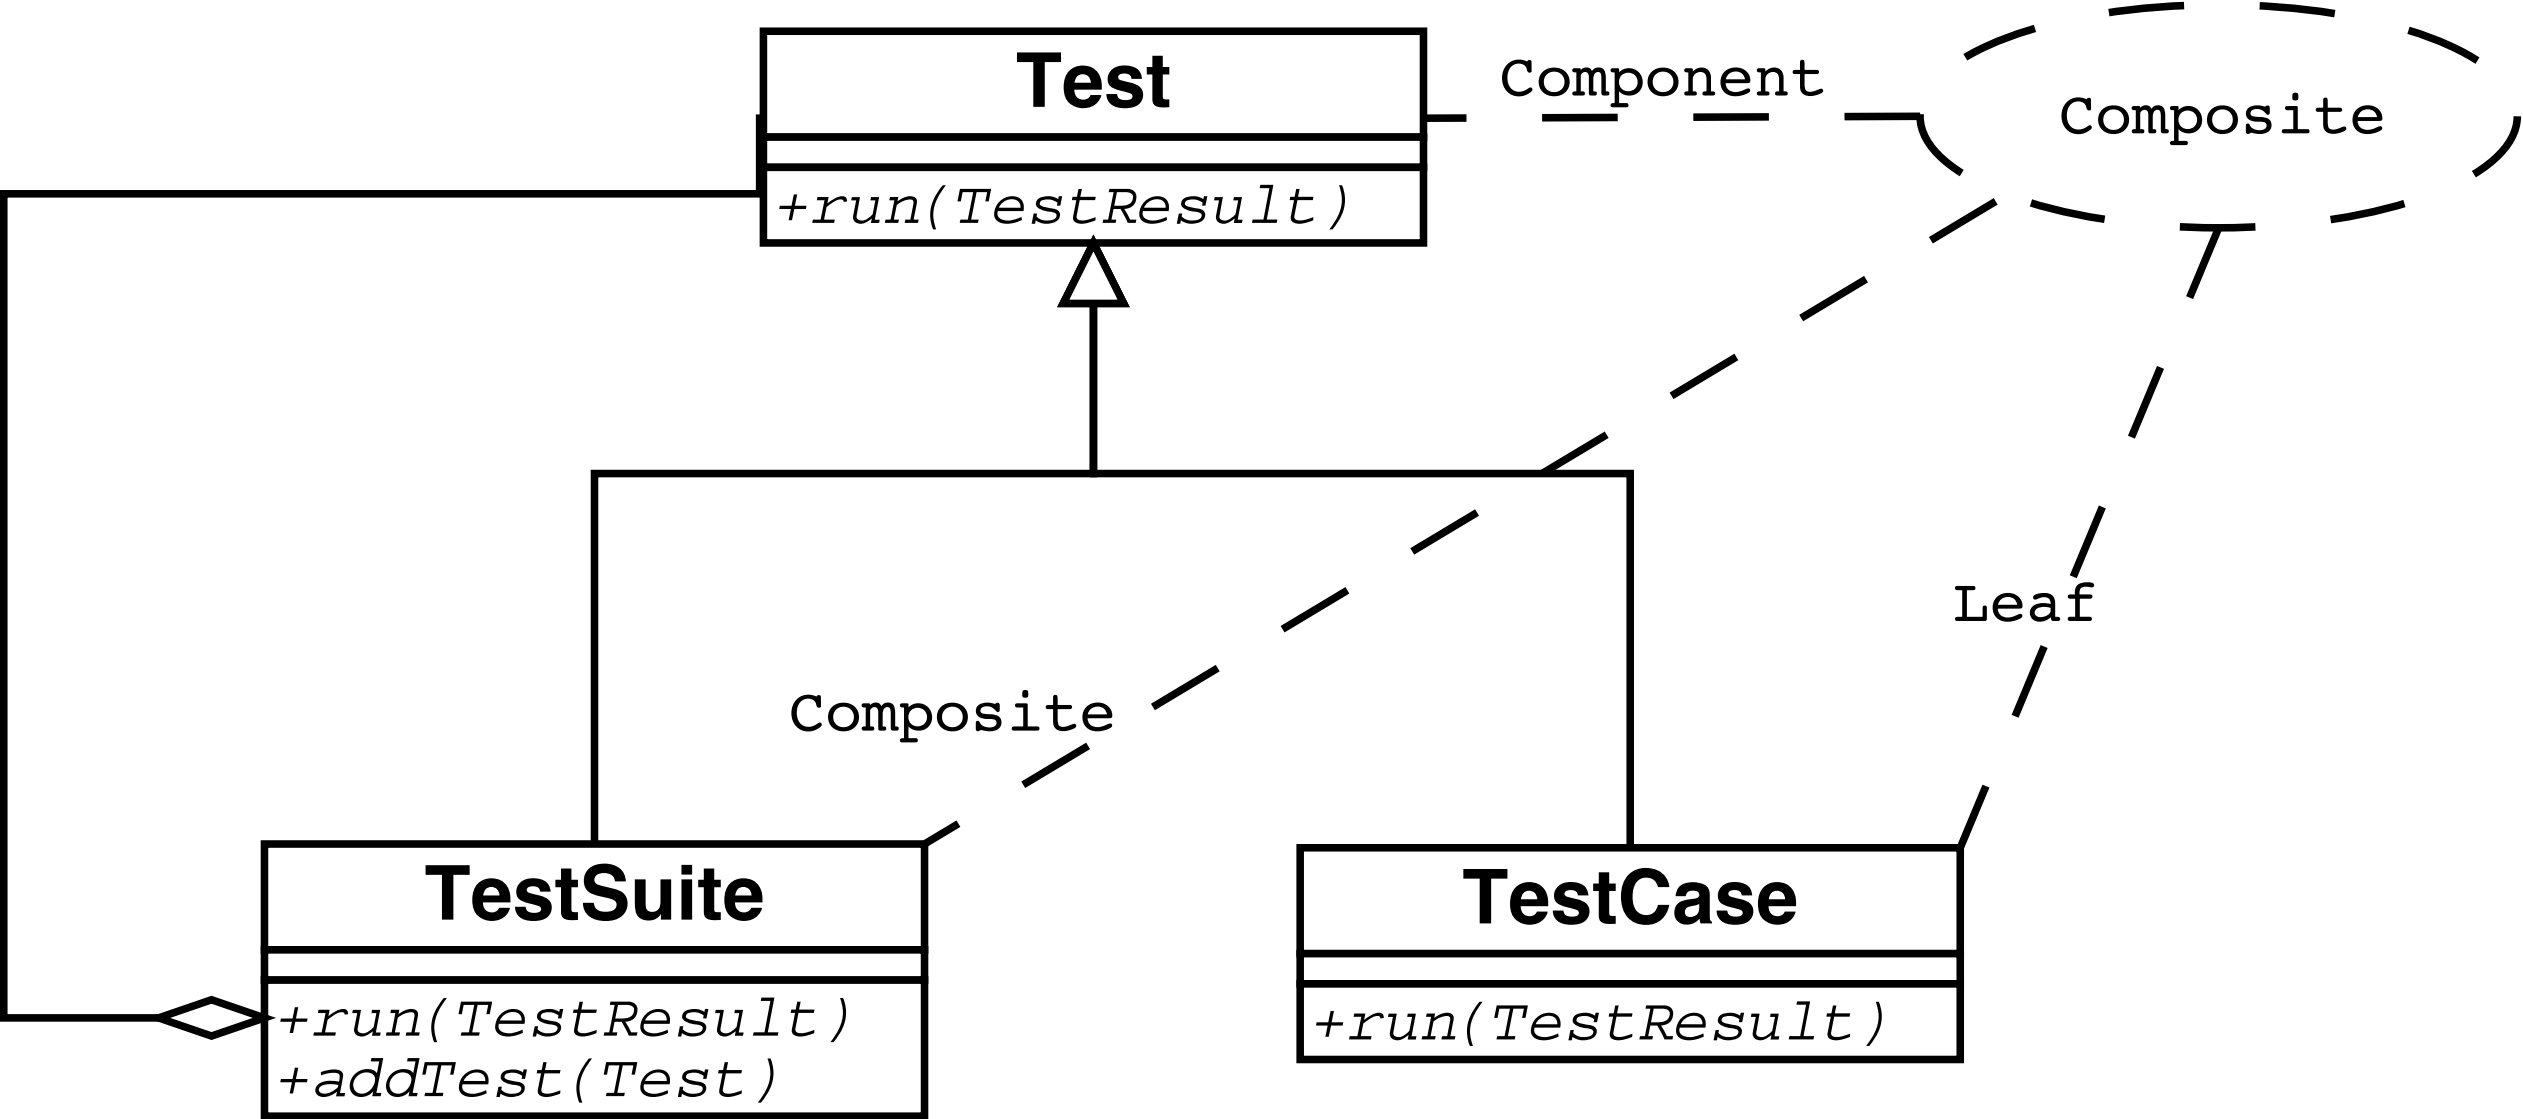 Test
+run(TestResult)
Component
Composite
Composite
Leaf
TestSuite
+run(TestResult)
+addTest(Test)
TestCase
+run(TestResult)